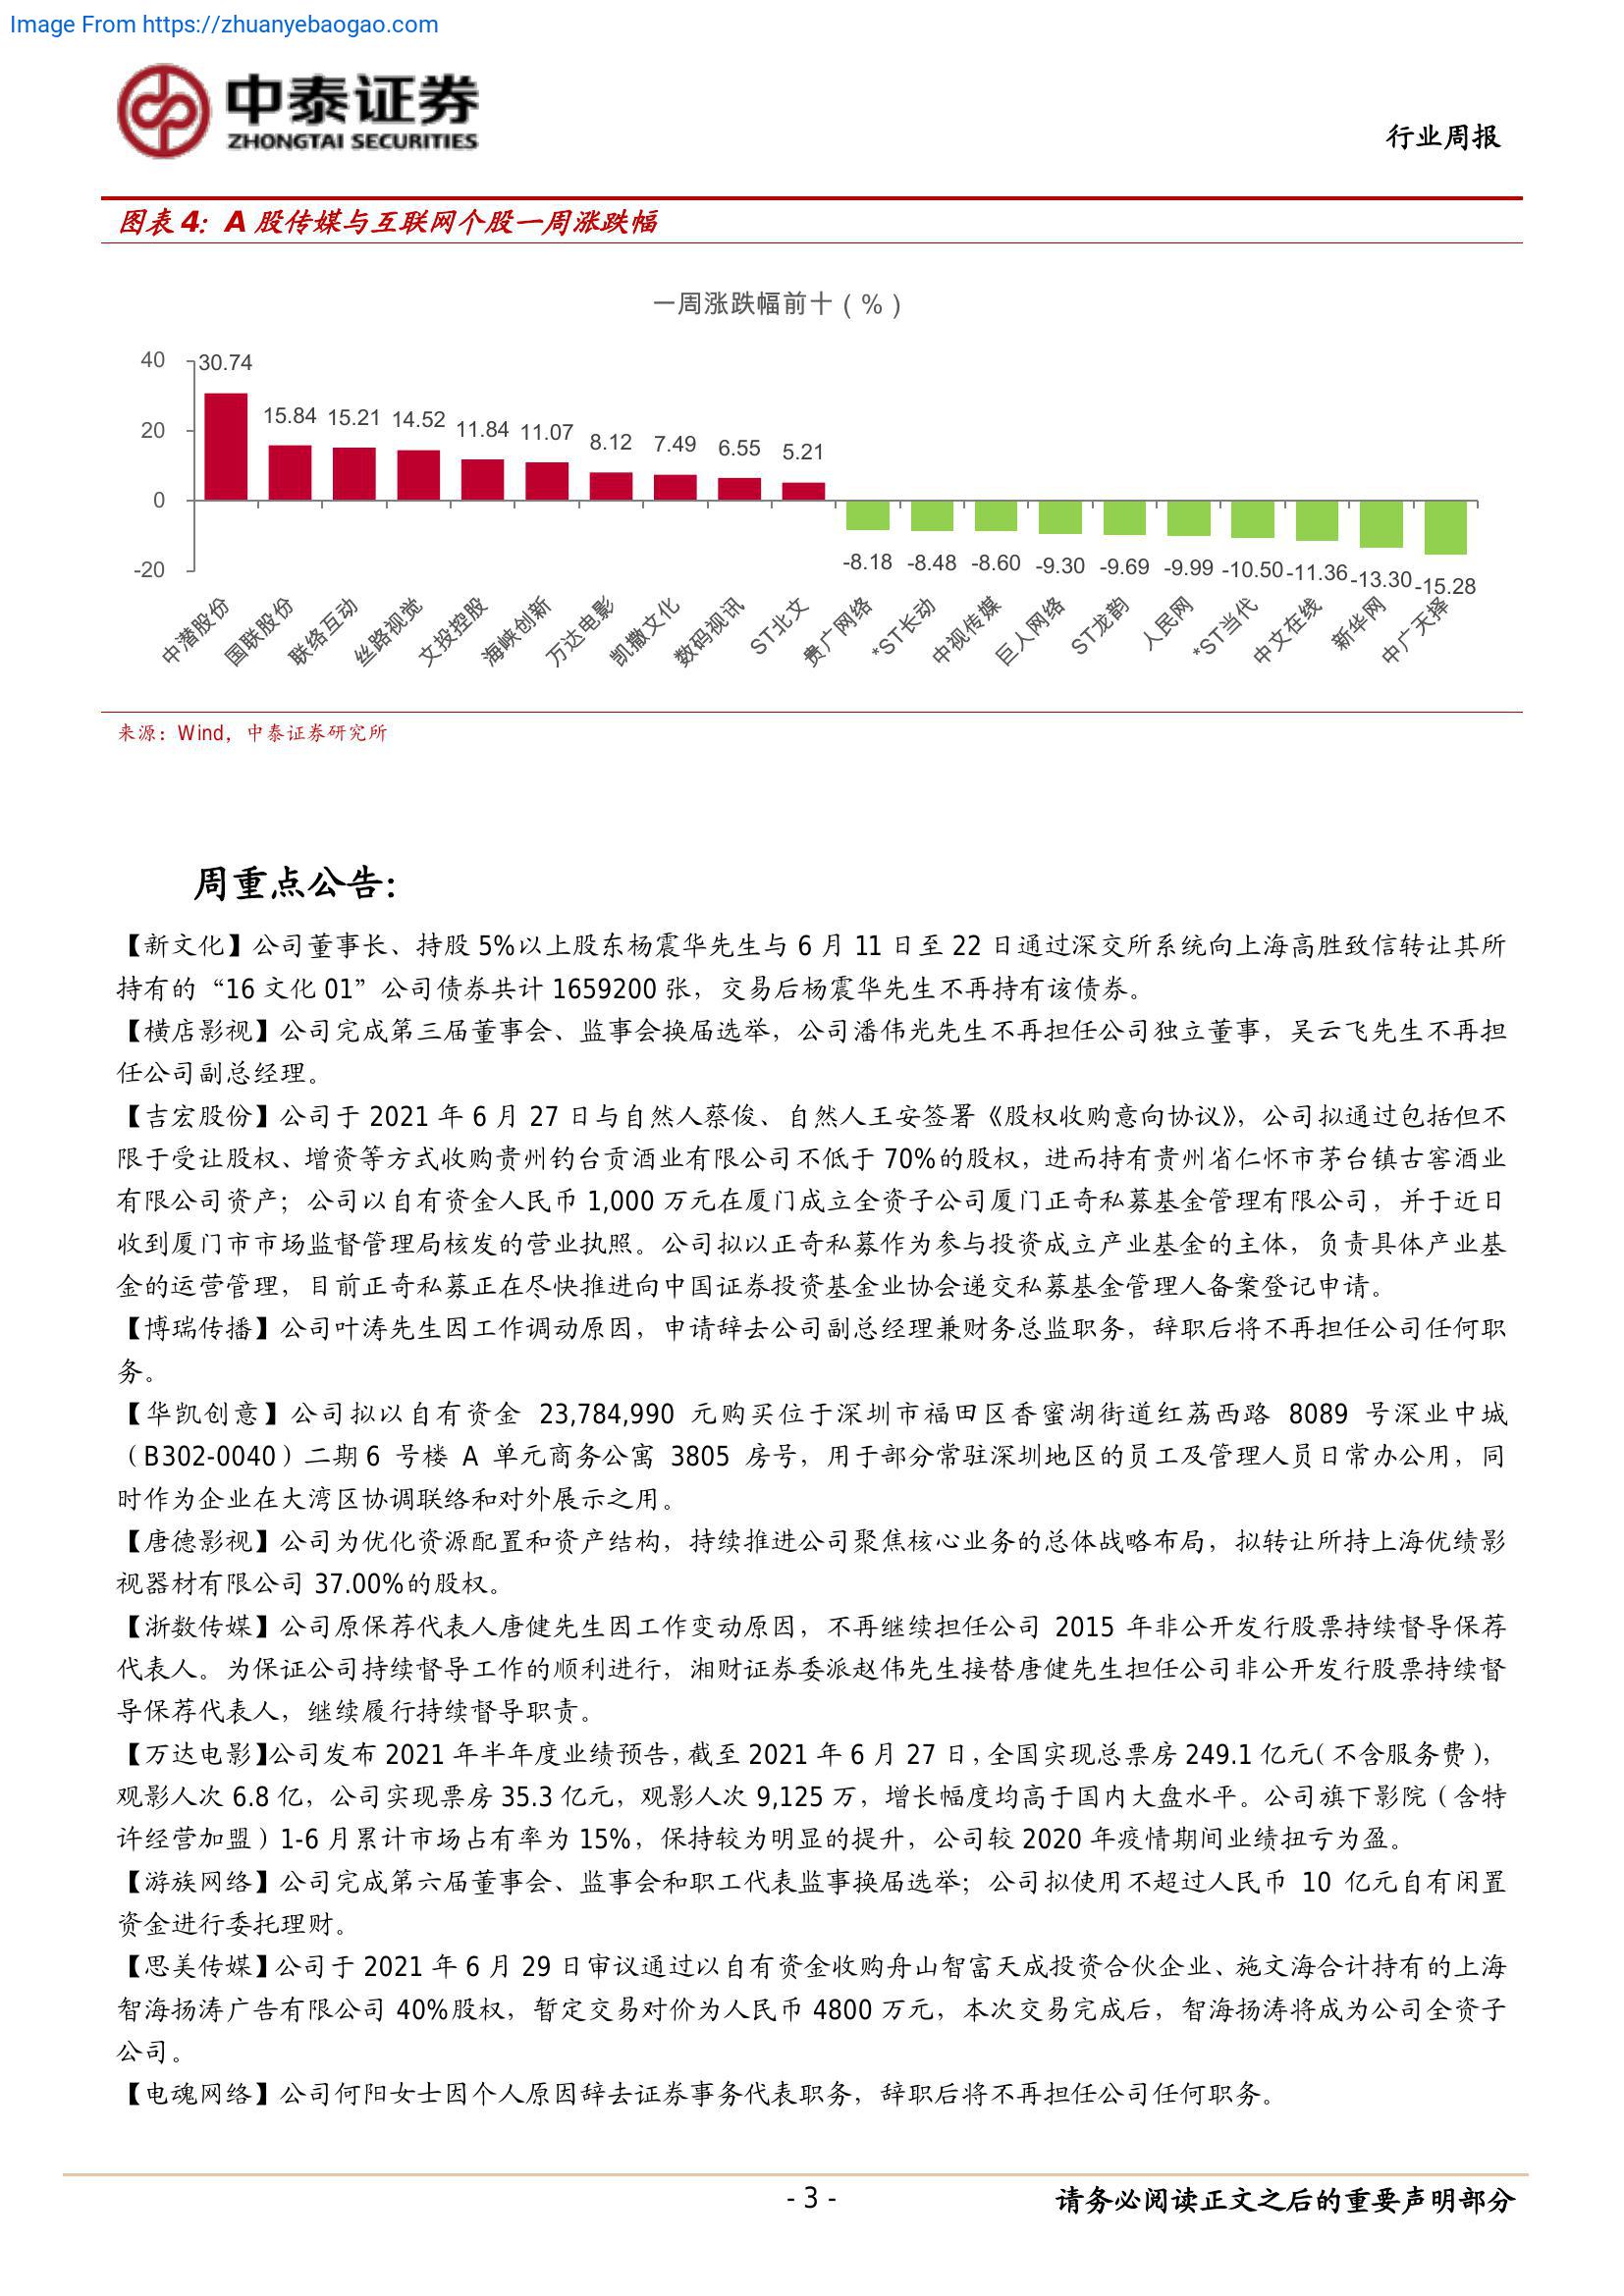 Image From https://zhuanyebaogao.com
中泰证券
ZHONGTAI SECURITIES
行业周报
图表 4：A 股传媒与互联网个股一周涨跌幅
一周涨跌幅前十（%）
40
20
0
-20
30.74
15.84 15.21 14.52 11.84 11.07 8.12 7.49 6.55 5.21
-8.18 -8.48 -8.60 -9.30 -9.69 -9.99 -10.50 -11.36 -13.30 -15.28
中潜股份 国联股份 联络互动 丝路视觉 文投控股 海峡创新 万达电影 凯撒文化 数码视讯 ST北文 贵广网络 *ST长动 中视传媒 巨人网络 ST龙韵 人民网 *ST当代 中文在线 新华网 中广天择
来源：Wind，中泰证券研究所
周重点公告：
【新文化】公司董事长、持股 5%以上股东杨震华先生与 6 月 11 日至 22 日通过深交所系统向上海高胜致信转让其所
持有的“16 文化 01”公司债券共计 1659200 张，交易后杨震华先生不再持有该债券。
【横店影视】公司完成第三届董事会、监事会换届选举，公司潘伟光先生不再担任公司独立董事，吴云飞先生不再担
任公司副总经理。
【吉宏股份】公司于 2021 年 6 月 27 日与自然人蔡俊、自然人王安签署《股权收购意向协议》，公司拟通过包括但不
限于受让股权、增资等方式收购贵州钓台贡酒业有限公司不低于 70%的股权，进而持有贵州省仁怀市茅台镇古窖酒业
有限公司资产；公司以自有资金人民币 1,000 万元在厦门成立全资子公司厦门正奇私募基金管理有限公司，并于近日
收到厦门市市场监督管理局核发的营业执照。公司拟以正奇私募作为参与投资成立产业基金的主体，负责具体产业基
金的运营管理，目前正奇私募正在尽快推进向中国证券投资基金业协会递交私募基金管理人备案登记申请。
【博瑞传播】公司叶涛先生因工作调动原因，申请辞去公司副总经理兼财务总监职务，辞职后将不再担任公司任何职
务。
【华凯创意】公司拟以自有资金 23,784,990 元购买位于深圳市福田区香蜜湖街道红荔西路 8089 号深业中城
（B302-0040）二期 6 号楼 A 单元商务公寓 3805 房号，用于部分常驻深圳地区的员工及管理人员日常办公用，同
时作为企业在大湾区协调联络和对外展示之用。
【唐德影视】公司为优化资源配置和资产结构，持续推进公司聚焦核心业务的总体战略布局，拟转让所持上海优绩影
视器材有限公司 37.00%的股权。
【浙数传媒】公司原保荐代表人唐健先生因工作变动原因，不再继续担任公司 2015 年非公开发行股票持续督导保荐
代表人。为保证公司持续督导工作的顺利进行，湘财证券委派赵伟先生接替唐健先生担任公司非公开发行股票持续督
导保荐代表人，继续履行持续督导职责。
【万达电影】公司发布 2021 年半年度业绩预告，截至 2021 年 6 月 27 日，全国实现总票房 249.1 亿元（不含服务费），
观影人次 6.8 亿，公司实现票房 35.3 亿元，观影人次 9,125 万，增长幅度均高于国内大盘水平。公司旗下影院（含特
许经营加盟）1-6 月累计市场占有率为 15%，保持较为明显的提升，公司较 2020 年疫情期间业绩扭亏为盈。
【游族网络】公司完成第六届董事会、监事会和职工代表监事换届选举；公司拟使用不超过人民币 10 亿元自有闲置
资金进行委托理财。
【思美传媒】公司于 2021 年 6 月 29 日审议通过以自有资金收购舟山智富天成投资合伙企业、施文海合计持有的上海
智海扬涛广告有限公司 40%股权，暂定交易对价为人民币 4800 万元，本次交易完成后，智海扬涛将成为公司全资子
公司。
【电魂网络】公司何阳女士因个人原因辞去证券事务代表职务，辞职后将不再担任公司任何职务。
- 3 -
请务必阅读正文之后的重要声明部分